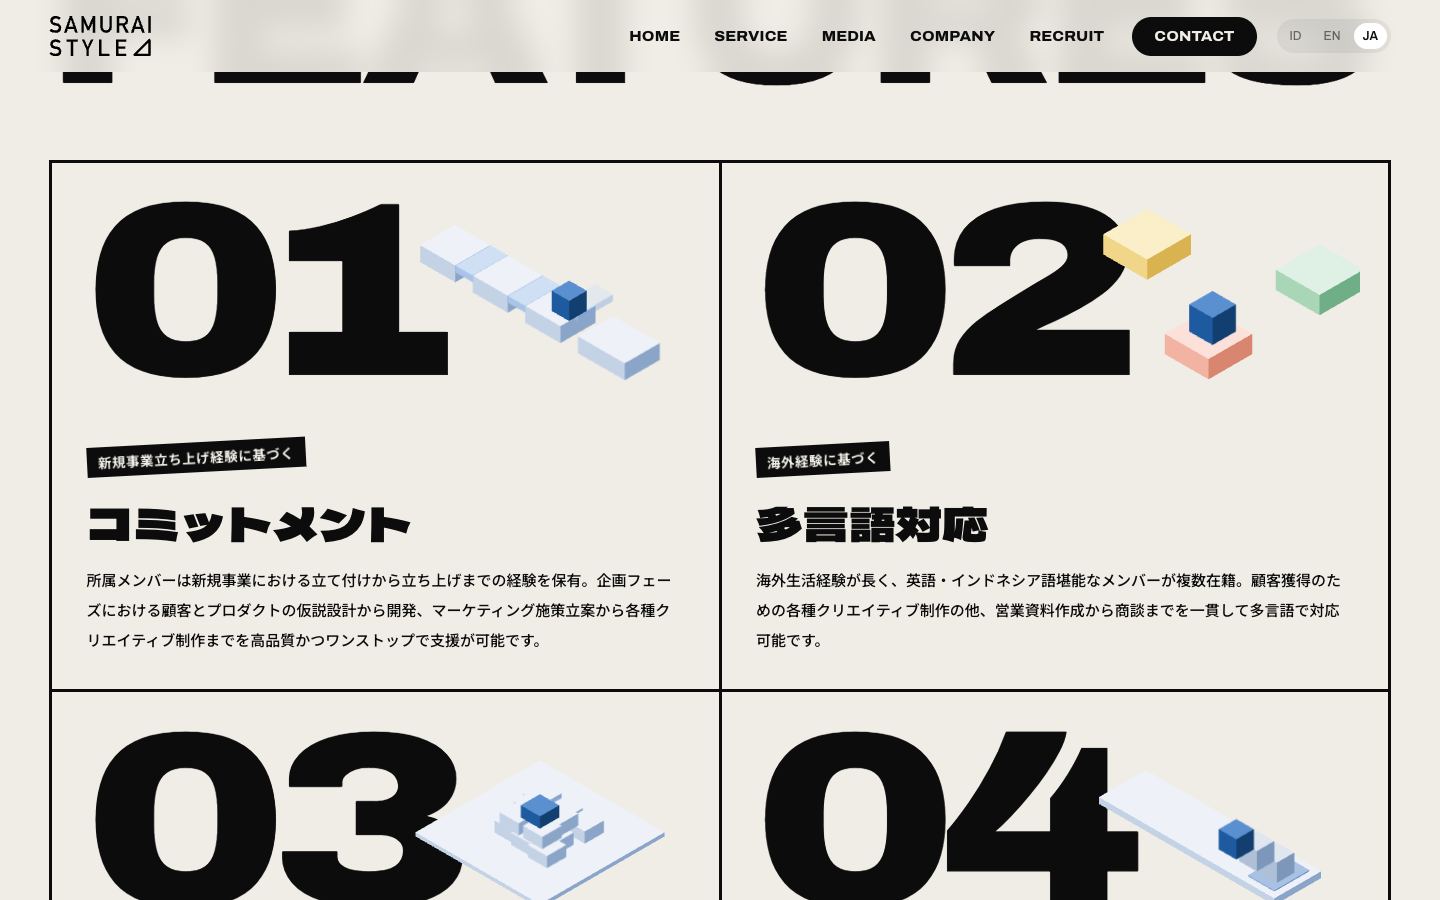 SAMURAI
STYLE
HOME SERVICE MEDIA COMPANY RECRUIT CONTACT ID EN JA
FEATURES
01
新規事業立ち上げ経験に基づく
コミットメント
所属メンバーは新規事業における立て付けから立ち上げまでの経験を保有。企画フェー
ズにおける顧客とプロダクトの仮説設計から開発、マーケティング施策立案から各種ク
リエイティブ制作までを高品質かつワンストップで支援が可能です。
02
海外経験に基づく
多言語対応
海外生活経験が長く、英語・インドネシア語堪能なメンバーが複数在籍。顧客獲得のた
めの各種クリエイティブ制作の他、営業資料作成から商談までを一貫して多言語で対応
可能です。
03
04